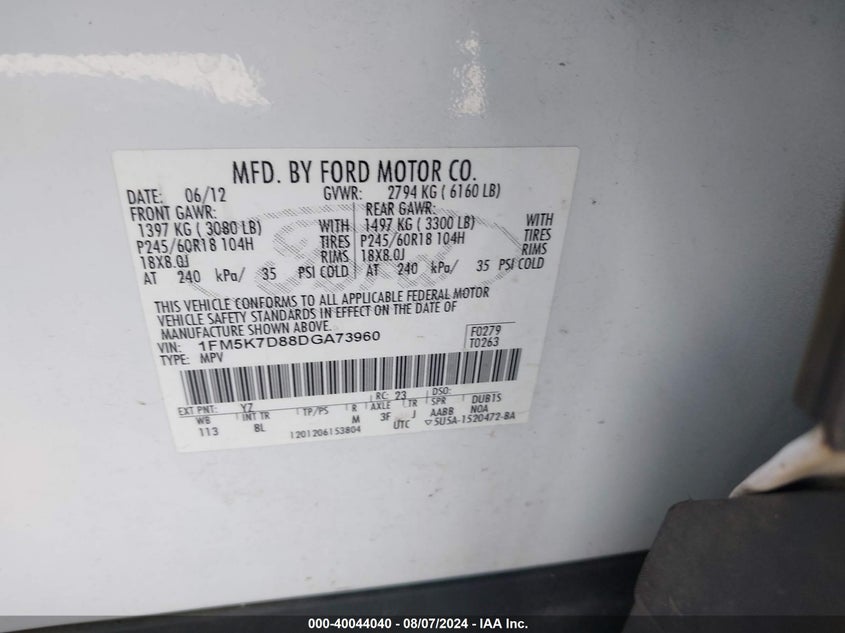 MFD. BY FORD MOTOR CO.
DATE: 06/12 GVWR: 2794 KG ( 6160 LB)
FRONT GAWR: REAR GAWR:
1397 KG ( 3080 LB) WITH 1497 KG ( 3300 LB) WITH
P245/60R18 104H TIRES P245/60R18 104H TIRES
18X8.0J RIMS 18X8.0J RIMS
AT 240 kPa/ 35 PSI COLD AT 240 kPa/ 35 PSI COLD
THIS VEHICLE CONFORMS TO ALL APPLICABLE FEDERAL MOTOR
VEHICLE SAFETY STANDARDS IN EFFECT ON THE DATE OF
MANUFACTURE SHOWN ABOVE.
VIN: 1FM5K7D88DGA73960 F0279
TYPE: MPV T0263
EXT PNT: YZ RC: 23 DSO:
WB INT TR TP/PS R AXLE TR SPR DUBTS
113 BL M 3F J AABB NOA
1201206153804 UTC ▽5U5A-1520472-BA
000-40044040 - 08/07/2024 - IAA Inc.